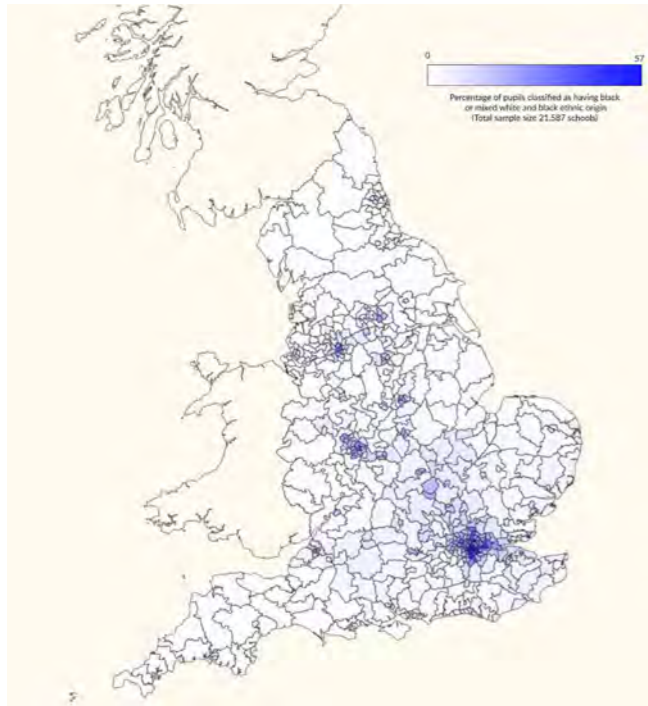 0
57
Percentage of pupils classified as having black
or mixed white and black ethnic origin
(Total sample size 21,587 schools)